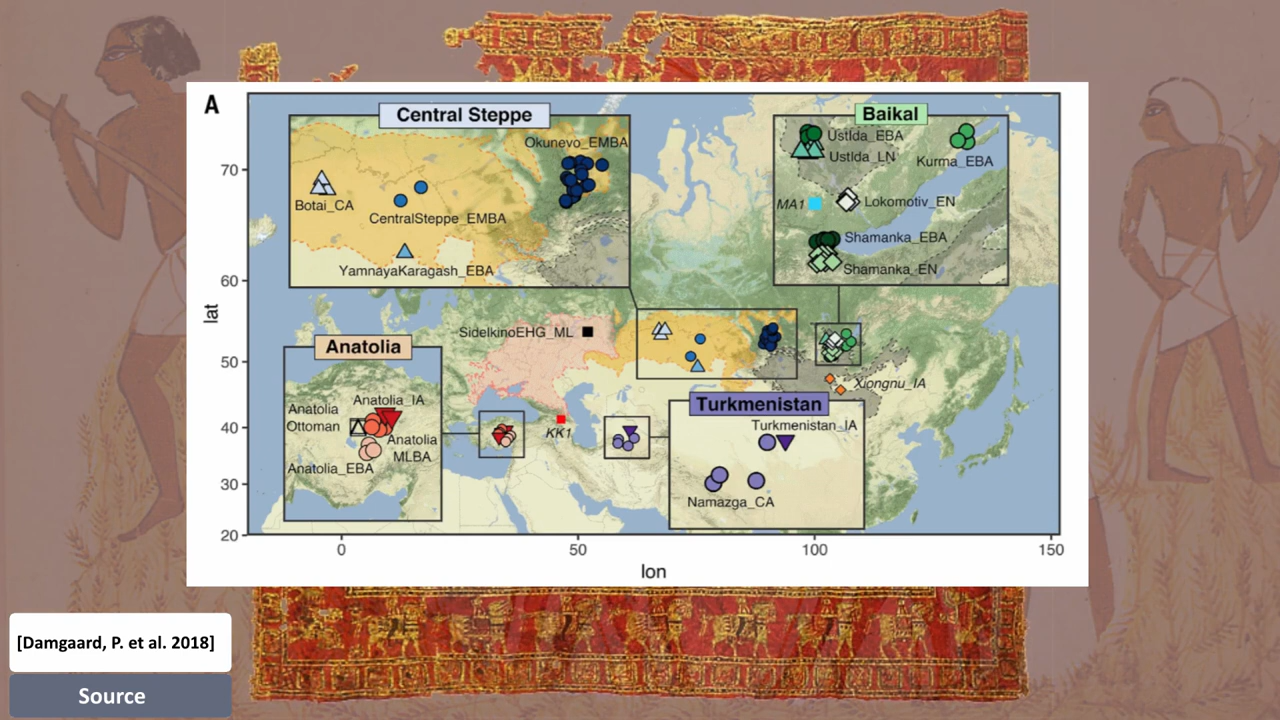 A
Central Steppe
Okunevo_EMBA
Botai_CA
CentralSteppe_EMBA
YamnayaKaragash_EBA
Baikal
UstIda_EBA
UstIda_LN
Kurma_EBA
MA1
Lokomotiv_EN
Shamanka_EBA
Shamanka_EN
SidelkinoEHG_ML
Anatolia
Anatolia_IA
Anatolia
Ottoman
Anatolia
MLBA
Anatolia_EBA
KK1
Xiongnu_IA
Turkmenistan
Turkmenistan_IA
Namazga_CA
lat
70
60
50
40
30
20
0
50
100
150
lon
[Damgaard, P. et al. 2018]
Source